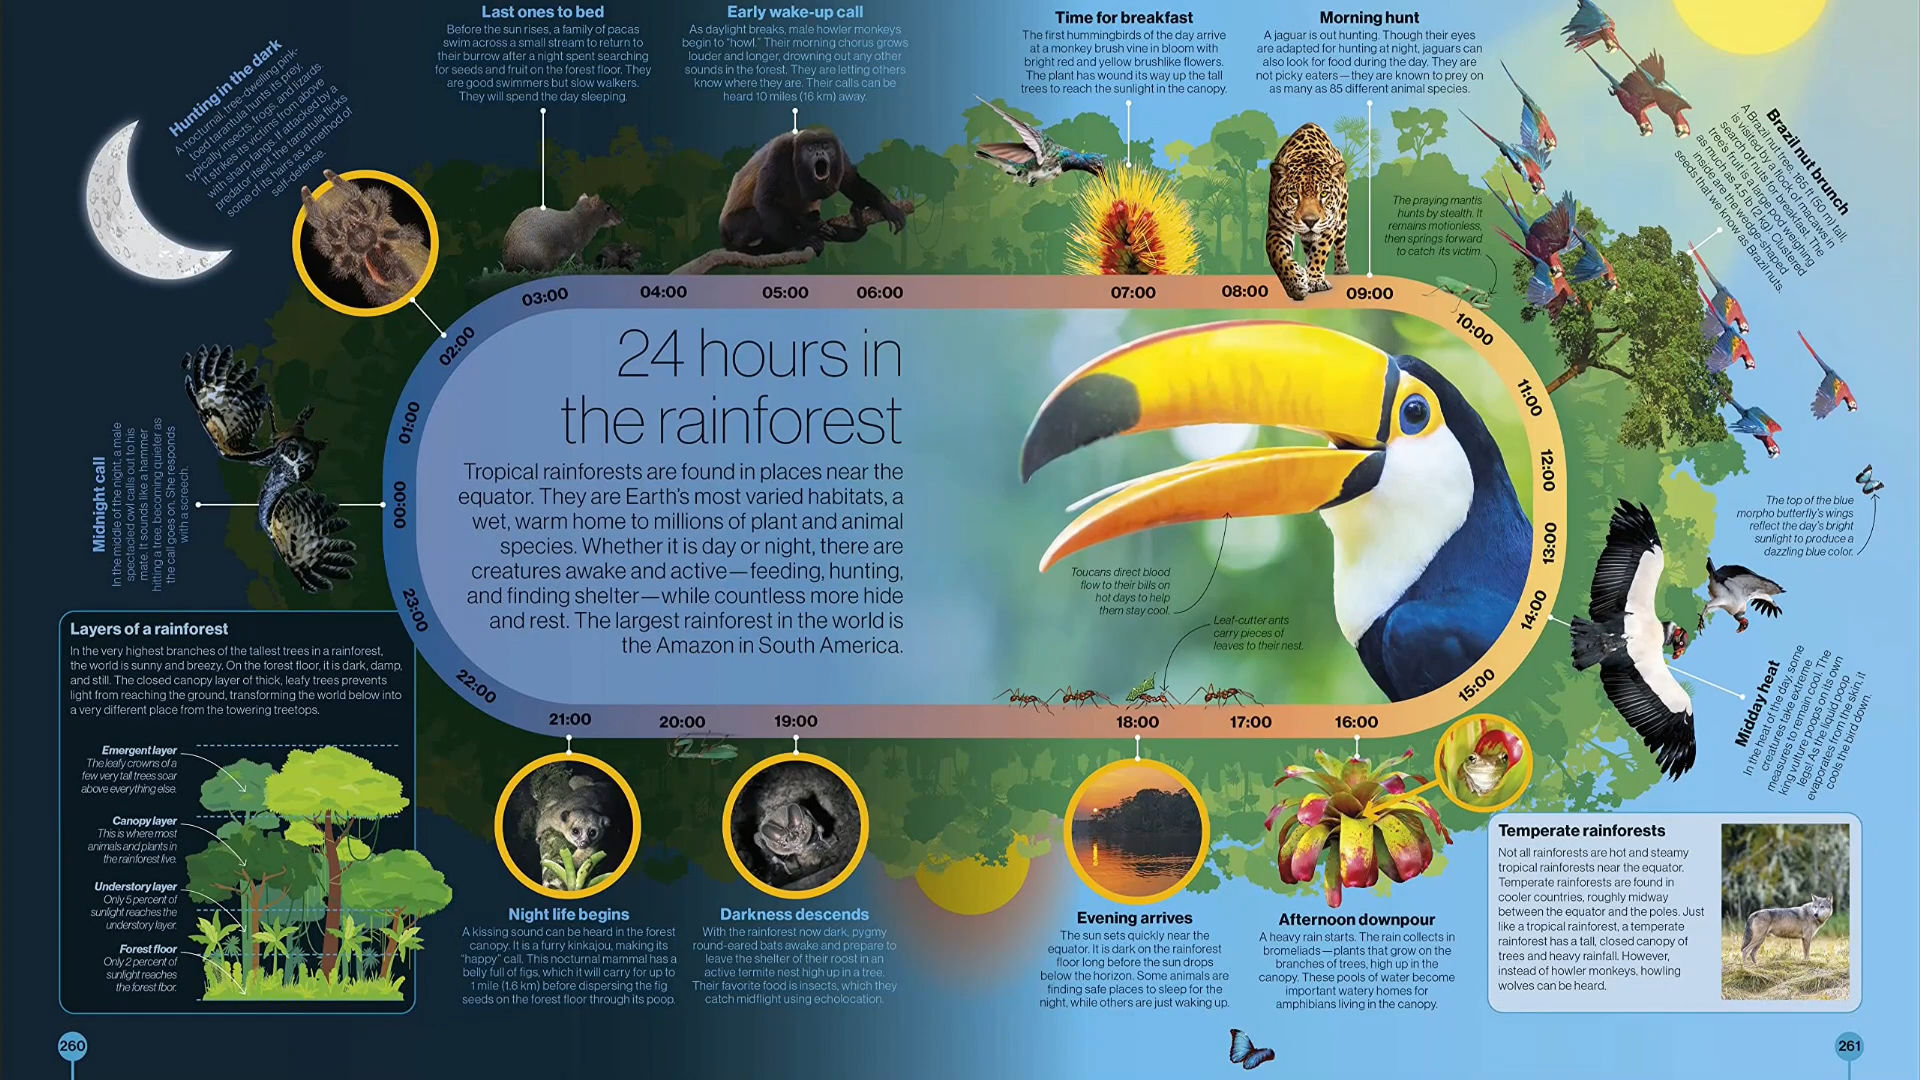 Last ones to bed
Before the sun rises, a family of pacas
swim across a small stream to return to
their burrow after a night spent searching
for seeds and fruit on the forest floor. They
are good swimmers but slow walkers.
They will spend the day sleeping.
Early wake-up call
As daylight breaks, male howler monkeys
begin to “howl.” Their morning chorus grows
louder and longer, drowning out any other
sounds in the forest. They are letting others
know where they are. Their calls can be
heard 10 miles (16 km) away.
Time for breakfast
The first hummingbirds of the day arrive
at a monkey brush vine in bloom with
bright red and yellow brushlike flowers.
The plant has wound its way up the tall
trees to reach the sunlight in the canopy.
Morning hunt
A jaguar is out hunting. Though their eyes
are adapted for hunting at night, jaguars can
also look for food during the day. They are
not picky eaters—they are known to prey on
as many as 85 different animal species.
Hunting in the dark
A nocturnal, tree-dwelling pink-
toed tarantula hunts its prey,
typically insects, frogs, and lizards.
It strikes its victims from above
with sharp fangs. If attacked by a
predator itself, the tarantula flicks
some of its hairs as a method of
self-defense.
Brazil nut brunch
A Brazil nut tree, 165 ft (50 m) tall,
is visited by a flock of macaws in
search of nuts for breakfast. The
tree's fruit is a large pod weighing
as much as 4.5 lb (2 kg). Clustered
inside are the wedge-shaped
seeds that we know as Brazil nuts.
The praying mantis
hunts by stealth. It
remains motionless,
then springs forward
to catch its victim.
03:00
04:00
05:00
06:00
07:00
08:00
09:00
10:00
11:00
12:00
13:00
14:00
15:00
16:00
17:00
18:00
19:00
20:00
21:00
22:00
23:00
00:00
01:00
02:00
24 hours in
the rainforest
Tropical rainforests are found in places near the
equator. They are Earth's most varied habitats, a
wet, warm home to millions of plant and animal
species. Whether it is day or night, there are
creatures awake and active—feeding, hunting,
and finding shelter—while countless more hide
and rest. The largest rainforest in the world is
the Amazon in South America.
Toucans direct blood
flow to their bills on
hot days to help
them stay cool.
Leaf-cutter ants
carry pieces of
leaves to their nest.
Midnight call
In the middle of the night, a male
spectacled owl calls out to his
mate. It sounds like a hammer
hitting a tree, becoming quieter as
the call goes on. She responds
with a screech.
The top of the blue
morpho butterfly's wings
reflect the day's bright
sunlight to produce a
dazzling blue color.
Midday heat
In the heat of the day, some
creatures take extreme
measures to remain cool. The
king vulture poops on its own
legs! As the liquid poop
evaporates from the skin, it
cools the bird down.
Layers of a rainforest
In the very highest branches of the tallest trees in a rainforest,
the world is sunny and breezy. On the forest floor, it is dark, damp,
and still. The closed canopy layer of thick, leafy trees prevents
light from reaching the ground, transforming the world below into
a very different place from the towering treetops.
Emergent layer
The leafy crowns of a
few very tall trees soar
above everything else.
Canopy layer
This is where most
animals and plants in
the rainforest live.
Understory layer
Only 5 percent of
sunlight reaches the
understory layer.
Forest floor
Only 2 percent of
sunlight reaches
the forest floor.
Night life begins
A kissing sound can be heard in the forest
canopy. It is a furry kinkajou, making its
“happy” call. This nocturnal mammal has a
belly full of figs, which it will carry for up to
1 mile (1.6 km) before dispersing the fig
seeds on the forest floor through its poop.
Darkness descends
With the rainforest now dark, pygmy
round-eared bats awake and prepare to
leave the shelter of their roost in an
active termite nest high up in a tree.
Their favorite food is insects, which they
catch midflight using echolocation.
Evening arrives
The sun sets quickly near the
equator. It is dark on the rainforest
floor long before the sun drops
below the horizon. Some animals are
finding safe places to sleep for the
night, while others are just waking up.
Afternoon downpour
A heavy rain starts. The rain collects in
bromeliads—plants that grow on the
branches of trees, high up in the
canopy. These pools of water become
important watery homes for
amphibians living in the canopy.
Temperate rainforests
Not all rainforests are hot and steamy
tropical rainforests near the equator.
Temperate rainforests are found in
cooler countries, roughly midway
between the equator and the poles. Just
like a tropical rainforest, a temperate
rainforest has a tall, closed canopy of
trees and heavy rainfall. However,
instead of howler monkeys, howling
wolves can be heard.
260
261